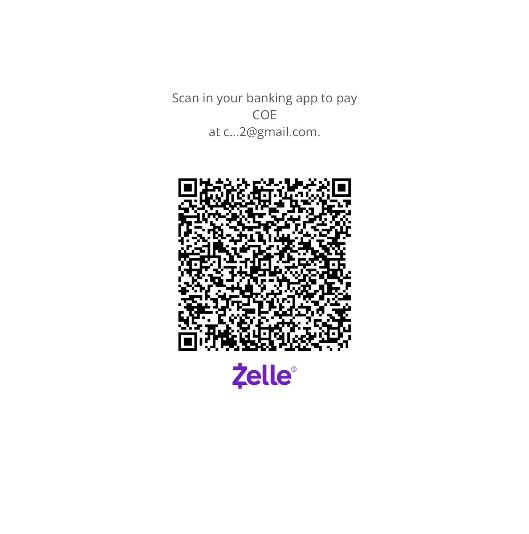 Scan in your banking app to pay
COE
at c...2@gmail.com.
Zelle®